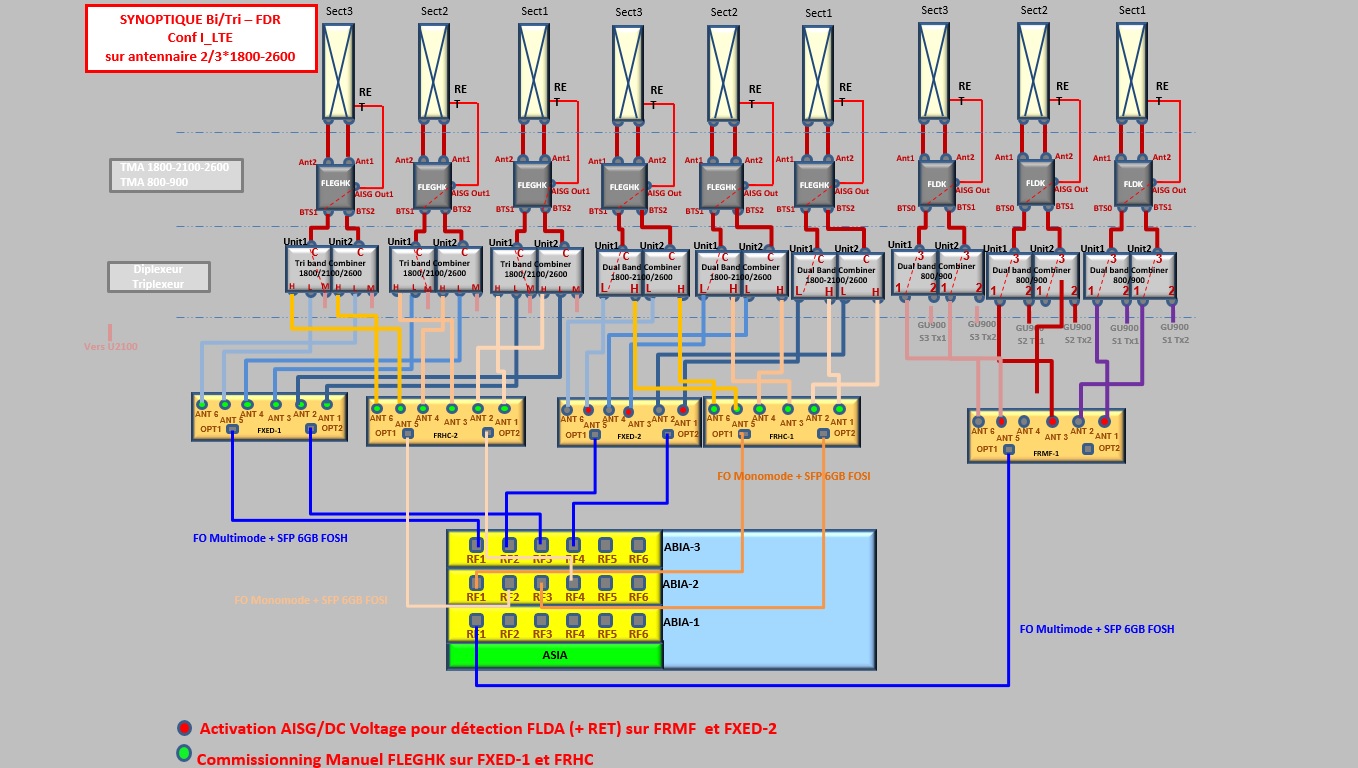 SYNOPTIQUE Bi/Tri – FDR
Conf I_LTE
sur antennaire 2/3*1800-2600
Sect3 Sect2 Sect1 Sect3 Sect2 Sect1 Sect3 Sect2 Sect1
RE RE RE RE RE RE RE RE RE
T T T T T T T T T
TMA 1800-2100-2600
TMA 800-900
Ant2 Ant1 Ant2 Ant1 Ant2 Ant1 Ant2 Ant1 Ant1 Ant2 Ant1 Ant2 Ant1 Ant2 Ant1 Ant2 Ant1 Ant2
FLEGHK FLEGHK FLEGHK FLEGHK FLEGHK FLEGHK FLDK FLDK FLDK
AISG Out1 AISG Out1 AISG Out1 AISG Out1 AISG Out AISG Out AISG Out AISG Out AISG Out
BTS1 BTS2 BTS1 BTS2 BTS1 BTS2 BTS1 BTS2 BTS1 BTS2 BTS1 BTS2 BTS0 BTS1 BTS0 BTS1 BTS0 BTS1
Unit1 Unit2 Unit1 Unit2 Unit1 Unit2 Unit1 Unit2 Unit1 Unit2 Unit1 Unit2 Unit1 Unit2 Unit1 Unit2 Unit1 Unit2
C C C C C C C C C C C C 3 3 3 3 3 3
Diplexeur
Triplexeur
Tri band Combiner
1800/2100/2600
Tri band Combiner
1800/2100/2600
Tri band Combiner
1800/2100/2600
Dual Band Combiner
1800-2100/2600
Dual Band Combiner
1800-2100/2600
Dual Band Combiner
1800-2100/2600
Dual Band Combiner
800/900
Dual Band Combiner
800/900
Dual Band Combiner
800/900
H L M H L M H L M H L M H L M H L M L H L H L H L H L H L H 1 2 1 2 1 2 1 2 1 2 1 2
Vers U2100
GU900
S3 Tx1
GU900
S3 Tx2
GU900
S2 Tx1
GU900
S2 Tx2
GU900
S1 Tx1
GU900
S1 Tx2
ANT 6 ANT 5 ANT 4 ANT 3 ANT 2 ANT 1
OPT1 FXED-1 OPT2
ANT 6 ANT 5 ANT 4 ANT 3 ANT 2 ANT 1
OPT1 FRHC-2 OPT2
ANT 6 ANT 5 ANT 4 ANT 3 ANT 2 ANT 1
OPT1 FXED-2 OPT2
ANT 6 ANT 5 ANT 4 ANT 3 ANT 2 ANT 1
OPT1 FRHC-1 OPT2
ANT 6 ANT 5 ANT 4 ANT 3 ANT 2 ANT 1
OPT1 FRMF-1 OPT2
FO Monomode + SFP 6GB FOSI
FO Multimode + SFP 6GB FOSH
ABIA-3
RF1 RF2 RF3 RF4 RF5 RF6
ABIA-2
RF1 RF2 RF3 RF4 RF5 RF6
FO Monomode + SFP 6GB FOSI
ABIA-1
RF1 RF2 RF3 RF4 RF5 RF6
FO Multimode + SFP 6GB FOSH
ASIA
Activation AISG/DC Voltage pour détection FLDA (+ RET) sur FRMF et FXED-2
Commissionning Manuel FLEGHK sur FXED-1 et FRHC